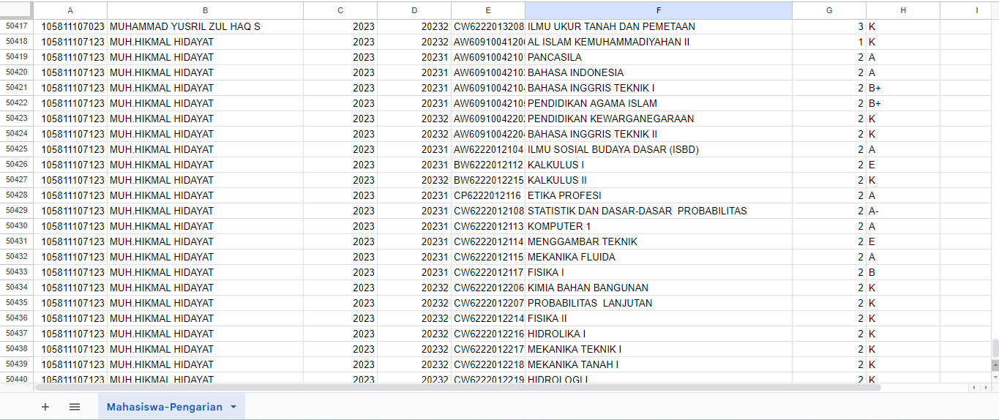 A B C D E F G H I
50417 105811107023 MUHAMMAD YUSRIL ZUL HAQ S 2023 20232 CW6222013208 ILMU UKUR TANAH DAN PEMETAAN 3 K
50418 105811107123 MUH.HIKMAL HIDAYAT 2023 20232 AW6091004120 AL ISLAM KEMUHAMMADIYAHAN II 1 K
50419 105811107123 MUH.HIKMAL HIDAYAT 2023 20231 AW6091004210 PANCASILA 2 A
50420 105811107123 MUH.HIKMAL HIDAYAT 2023 20231 AW6091004210 BAHASA INDONESIA 2 A
50421 105811107123 MUH.HIKMAL HIDAYAT 2023 20231 AW60910042104 BAHASA INGGRIS TEKNIK I 2 B+
50422 105811107123 MUH.HIKMAL HIDAYAT 2023 20231 AW6091004210 PENDIDIKAN AGAMA ISLAM 2 B+
50423 105811107123 MUH.HIKMAL HIDAYAT 2023 20232 AW6091004220 PENDIDIKAN KEWARGANEGARAAN 2 K
50424 105811107123 MUH.HIKMAL HIDAYAT 2023 20232 AW60910042204 BAHASA INGGRIS TEKNIK II 2 K
50425 105811107123 MUH.HIKMAL HIDAYAT 2023 20231 AW6222012104 ILMU SOSIAL BUDAYA DASAR (ISBD) 2 A
50426 105811107123 MUH.HIKMAL HIDAYAT 2023 20231 BW6222012112 KALKULUS I 2 E
50427 105811107123 MUH.HIKMAL HIDAYAT 2023 20232 BW6222012215 KALKULUS II 2 K
50428 105811107123 MUH.HIKMAL HIDAYAT 2023 20231 CP6222012116 ETIKA PROFESI 2 A
50429 105811107123 MUH.HIKMAL HIDAYAT 2023 20231 CW6222012108 STATISTIK DAN DASAR-DASAR PROBABILITAS 2 A-
50430 105811107123 MUH.HIKMAL HIDAYAT 2023 20231 CW6222012113 KOMPUTER 1 2 A
50431 105811107123 MUH.HIKMAL HIDAYAT 2023 20231 CW6222012114 MENGGAMBAR TEKNIK 2 E
50432 105811107123 MUH.HIKMAL HIDAYAT 2023 20231 CW6222012115 MEKANIKA FLUIDA 2 A
50433 105811107123 MUH.HIKMAL HIDAYAT 2023 20231 CW6222012117 FISIKA I 2 B
50434 105811107123 MUH.HIKMAL HIDAYAT 2023 20232 CW6222012206 KIMIA BAHAN BANGUNAN 2 K
50435 105811107123 MUH.HIKMAL HIDAYAT 2023 20232 CW6222012207 PROBABILITAS LANJUTAN 2 K
50436 105811107123 MUH.HIKMAL HIDAYAT 2023 20232 CW6222012214 FISIKA II 2 K
50437 105811107123 MUH.HIKMAL HIDAYAT 2023 20232 CW6222012216 HIDROLIKA I 2 K
50438 105811107123 MUH.HIKMAL HIDAYAT 2023 20232 CW6222012217 MEKANIKA TEKNIK I 2 K
50439 105811107123 MUH.HIKMAL HIDAYAT 2023 20232 CW6222012218 MEKANIKA TANAH I 2 K
50440 105811107123 MUH.HIKMAL HIDAYAT 2023 20232 CW6222012219 HIDROLOGI I 2 K
Mahasiswa-Pengarian